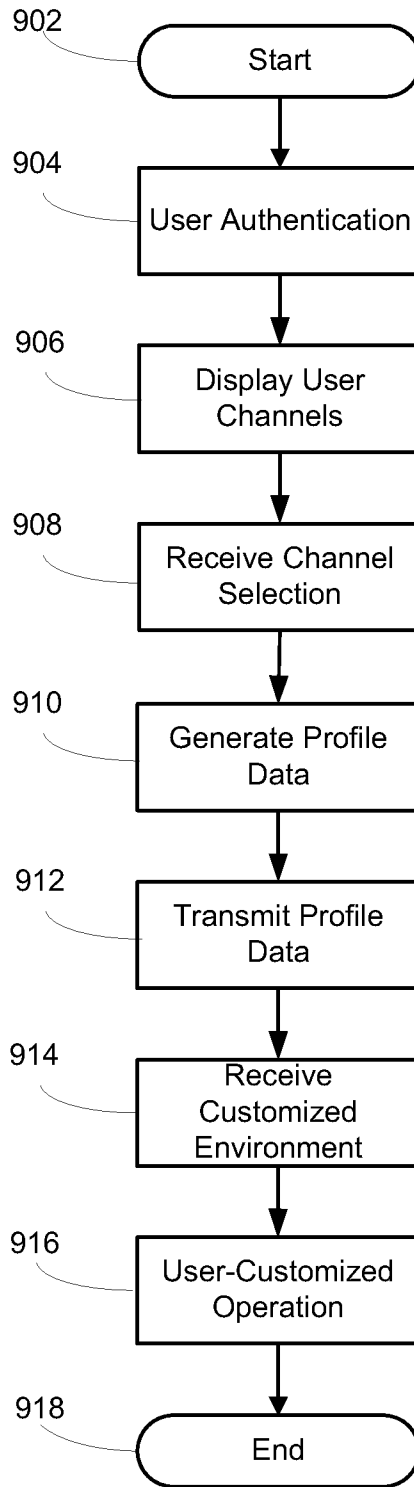 902
Start
904
User Authentication
906
Display User
Channels
908
Receive Channel
Selection
910
Generate Profile
Data
912
Transmit Profile
Data
914
Receive
Customized
Environment
916
User-Customized
Operation
918
End